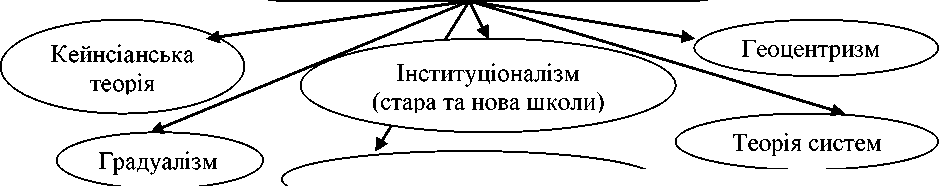 Кейнсіанська
теорія
Інституціоналізм
(стара та нова школи)
Геоцентризм
Градуалізм
Теорія систем